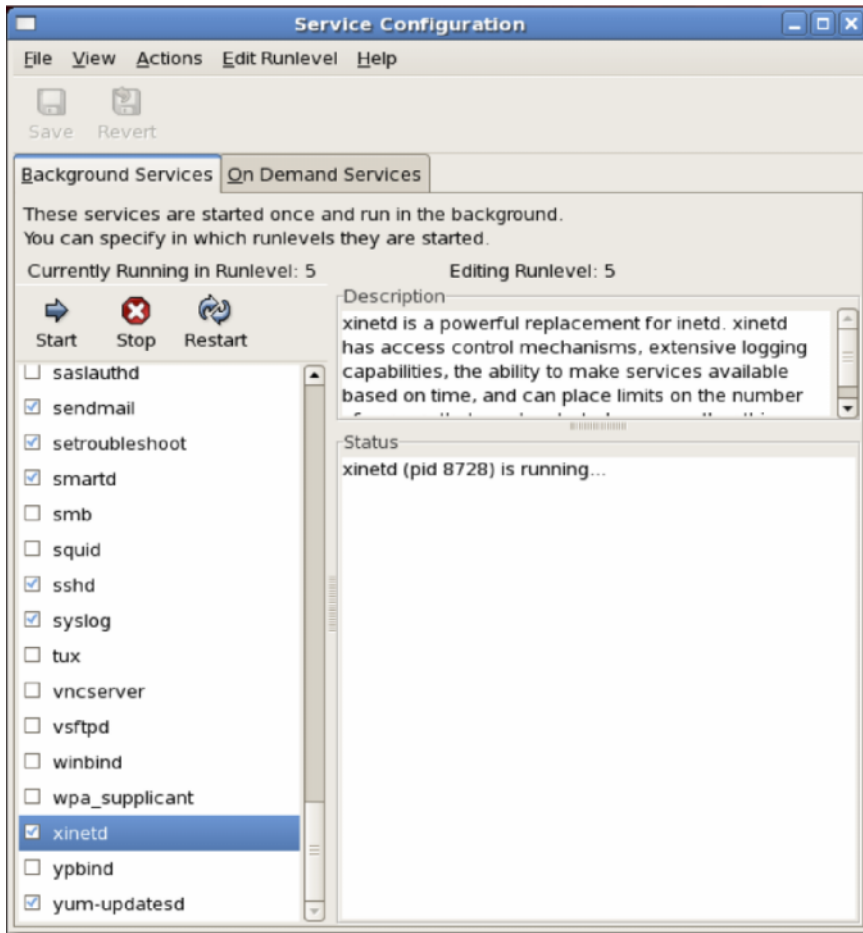 Service Configuration
File View Actions Edit Runlevel Help
Save Revert
Background Services On Demand Services
These services are started once and run in the background.
You can specify in which runlevels they are started.
Currently Running in Runlevel: 5 Editing Runlevel: 5
Start Stop Restart
saslauthd
sendmail
setroubleshoot
smartd
smb
squid
sshd
syslog
tux
vncserver
vsftpd
winbind
wpa_supplicant
xinetd
ypbind
yum-updatesd
Description
xinetd is a powerful replacement for inetd. xinetd
has access control mechanisms, extensive logging
capabilities, the ability to make services available
based on time, and can place limits on the number
Status
xinetd (pid 8728) is running...